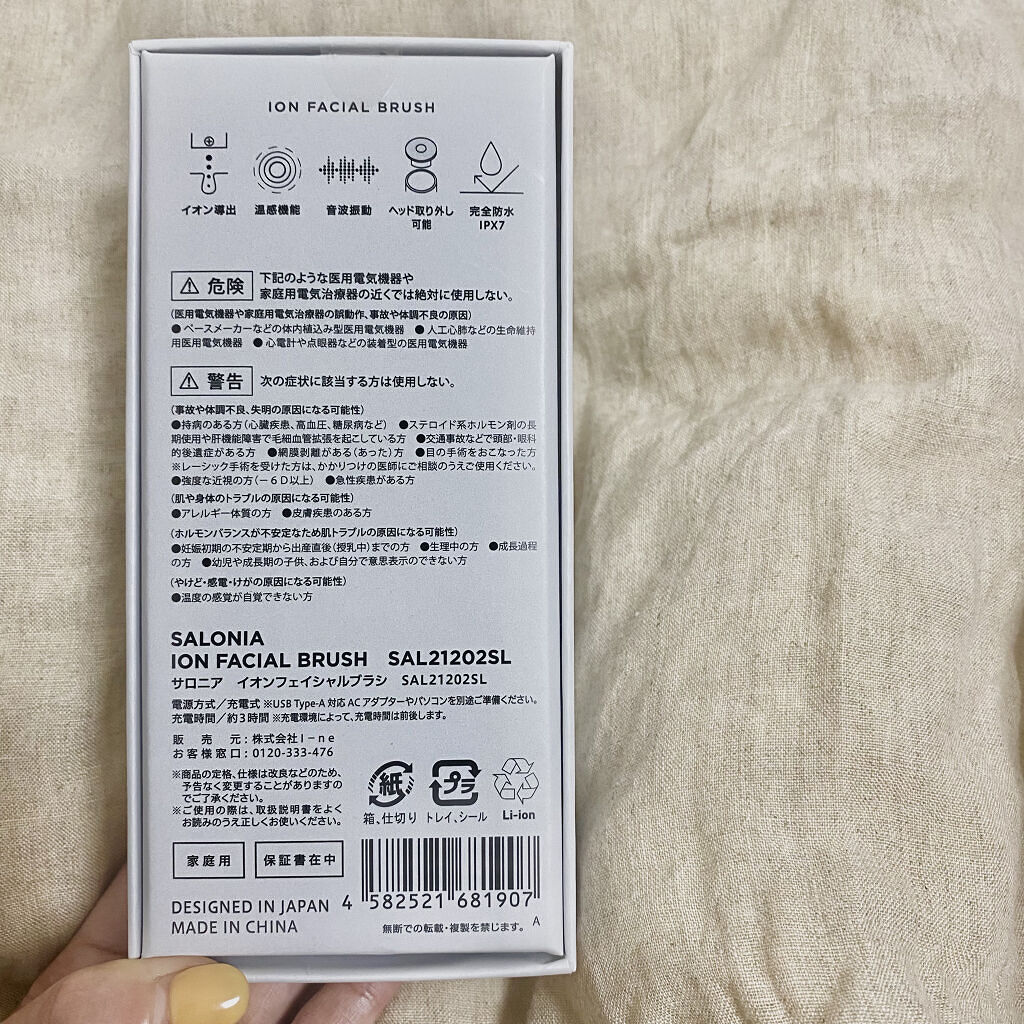 ION FACIAL BRUSH
イオン導出 温感機能 音波振動 ヘッド取り外し可能 完全防水IPX7
危険 下記のような医用電気機器や
家庭用電気治療器の近くでは絶対に使用しない。
(医用電気機器や家庭用電気治療器の誤動作、事故や体調不良の原因)
●ペースメーカーなどの体内植込み型医用電気機器 ●人工心肺などの生命維持
用医用電気機器 ●心電計や点眼器などの装着型の医用電気機器
警告 次の症状に該当する方は使用しない。
(事故や体調不良、失明の原因になる可能性)
●持病のある方(心臓疾患、高血圧、糖尿病など) ●ステロイド系ホルモン剤の長
期使用や肝機能障害で毛細血管拡張を起こしている方 ●交通事故などで頭部・眼科
的後遺症がある方 ●網膜剥離がある(あった)方 ●目の手術をおこなった方
※レーシック手術を受けた方は、かかりつけの医師にご相談のうえご使用ください。
●強度な近視の方(-6D以上) ●急性疾患がある方
(肌や身体のトラブルの原因になる可能性)
●アレルギー体質の方 ●皮膚疾患のある方
(ホルモンバランスが不安定なため肌トラブルの原因になる可能性)
●妊娠初期の不安定期から出産直後(授乳中)までの方 ●生理中の方 ●成長過程
の方 ●幼児や成長期の子供、および自分で意思表示のできない方
(やけど・感電・けがの原因になる可能性)
●温度の感覚が自覚できない方
SALONIA
ION FACIAL BRUSH SAL21202SL
サロニア イオンフェイシャルブラシ SAL21202SL
電源方式/充電式 ※USB Type-A 対応 AC アダプターやパソコンを別途ご準備ください。
充電時間/約3時間 ※充電環境によって、充電時間は前後します。
販売元:株式会社I-ne
お客様窓口:0120-333-476
※商品の定格、仕様は改良などのため、
予告なく変更することがありますの
でご了承ください。
※ご使用の際は、取扱説明書をよく
お読みのうえ正しくお使いください。
紙 プラ
箱、仕切り トレイ、シール Li-ion
家庭用 保証書在中
4 582521 681907
DESIGNED IN JAPAN
MADE IN CHINA
無断での転載・複製を禁じます。 A